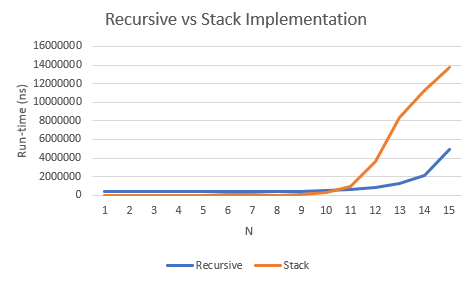 Recursive vs Stack Implementation
Run-time (ns)
16000000
14000000
12000000
10000000
8000000
6000000
4000000
2000000
0
1 2 3 4 5 6 7 8 9 10 11 12 13 14 15
N
Recursive Stack